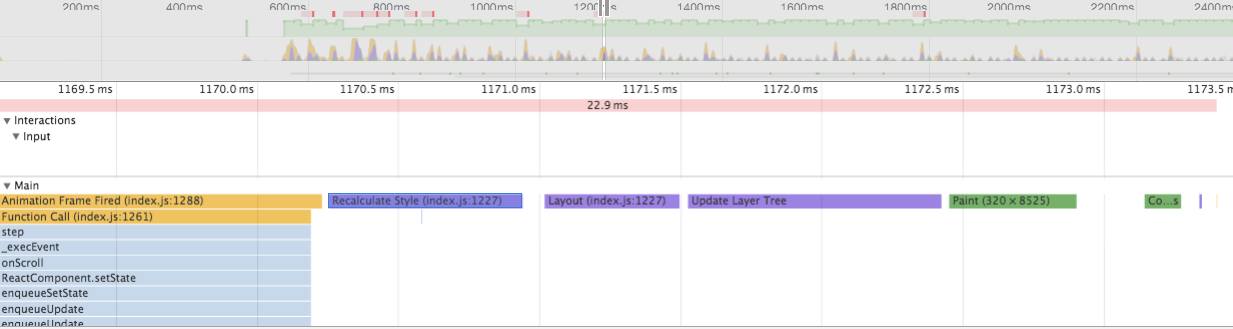 200ms 400ms 600ms 800ms 1000ms 1200ms 1400ms 1600ms 1800ms 2000ms 2200ms 2400ms
1169.5 ms 1170.0 ms 1170.5 ms 1171.0 ms 1171.5 ms 1172.0 ms 1172.5 ms 1173.0 ms 1173.5 m
22.9 ms
▼ Interactions
▼ Input
▼ Main
Animation Frame Fired (index.js:1288) Recalculate Style (index.js:1227) Layout (index.js:1227) Update Layer Tree Paint (320 × 8525) Co…s
Function Call (index.js:1261)
step
_execEvent
onScroll
ReactComponent.setState
enqueueSetState
enqueueUpdate
enqueueUpdate